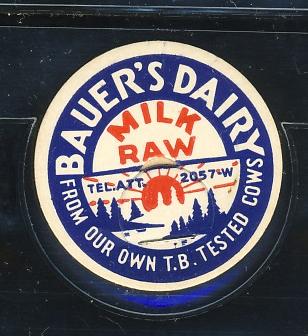 BAUER'S DAIRY
MILK
RAW
TEL. ATT. 2057-W
FROM OUR OWN T.B. TESTED COWS